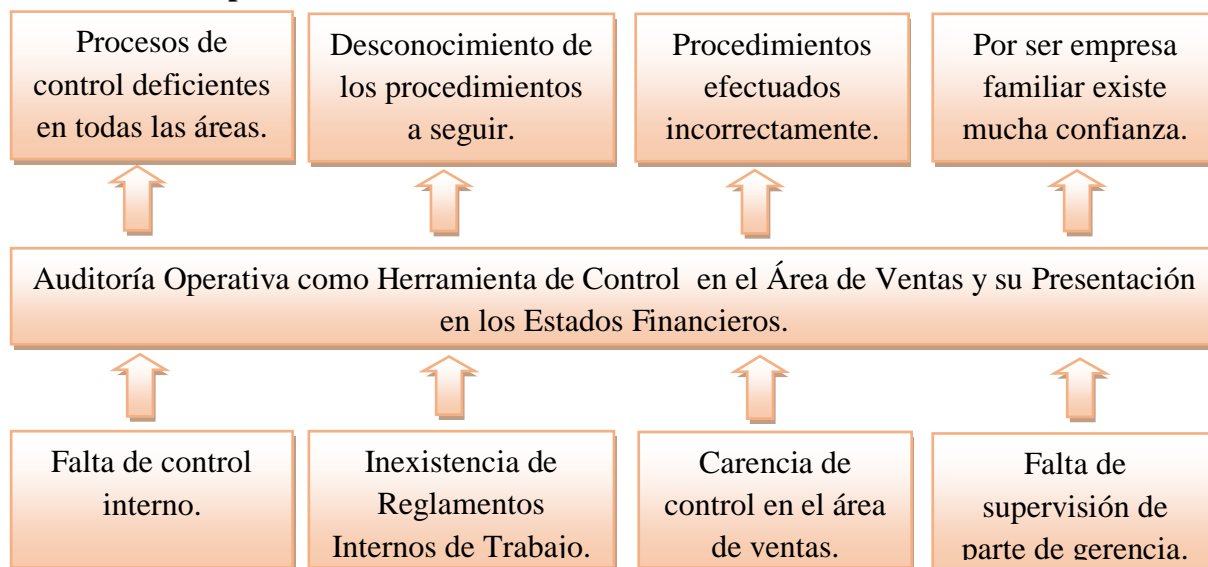 Procesos de
control deficientes
en todas las áreas.
Desconocimiento de
los procedimientos
a seguir.
Procedimientos
efectuados
incorrectamente.
Por ser empresa
familiar existe
mucha confianza.
Auditoría Operativa como Herramienta de Control en el Área de Ventas y su Presentación
en los Estados Financieros.
Falta de control
interno.
Inexistencia de
Reglamentos
Internos de Trabajo.
Carencia de
control en el área
de ventas.
Falta de
supervisión de
parte de gerencia.